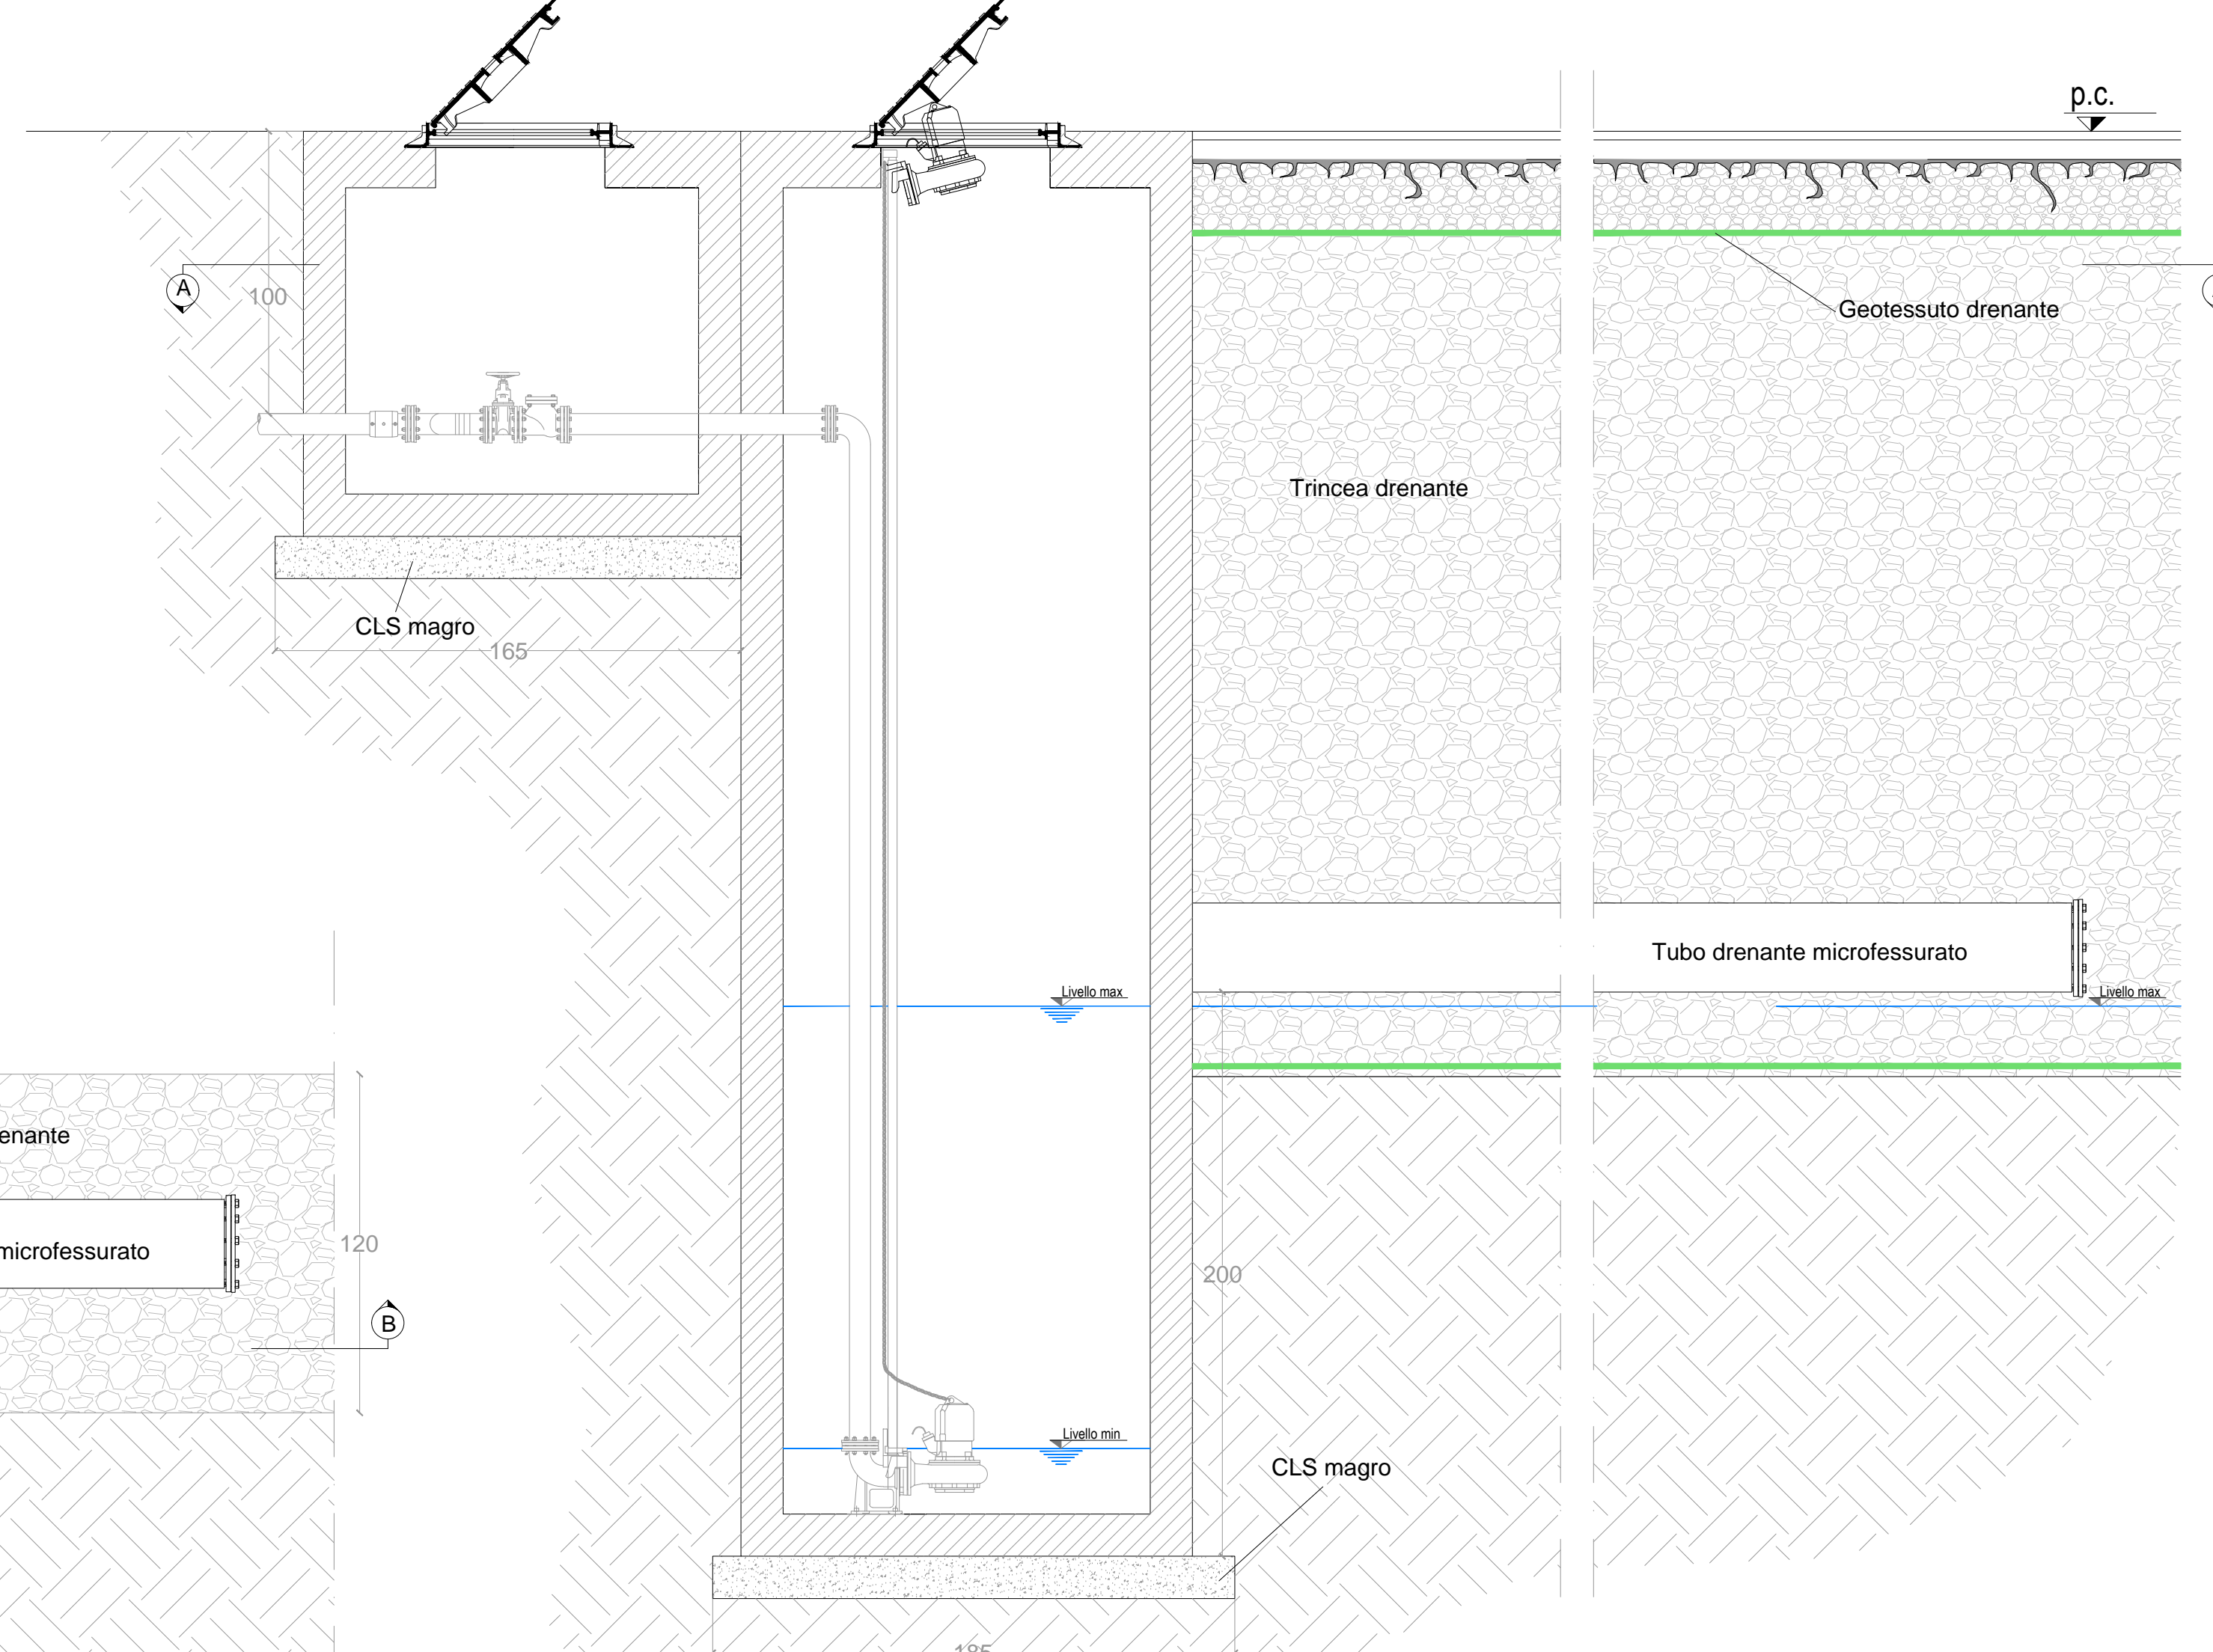 p.c.
A
100
Geotessuto drenante
Trincea drenante
CLS magro
165
Tubo drenante microfessurato
Livello max
Livello max
enante
120
microfessurato
200
B
Livello min
CLS magro
185